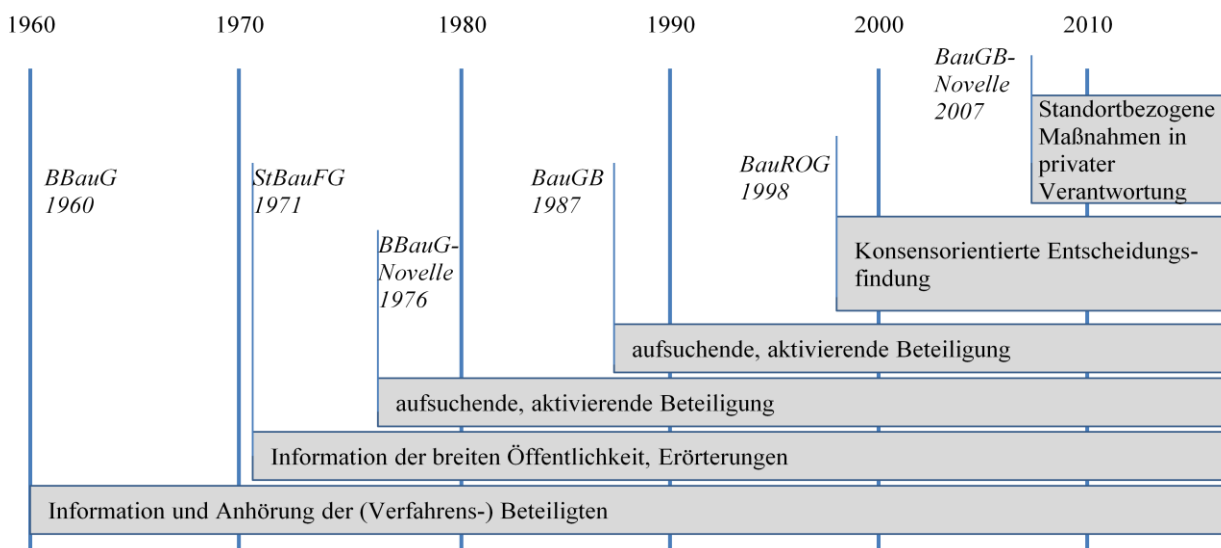 1960 1970 1980 1990 2000 2010
BauGB-
Novelle
2007
Standortbezogene
Maßnahmen in
privater
Verantwortung
BBauG
1960
StBauFG
1971
BauGB
1987
BauROG
1998
BBauG-
Novelle
1976
Konsensorientierte Entscheidungs-
findung
aufsuchende, aktivierende Beteiligung
aufsuchende, aktivierende Beteiligung
Information der breiten Öffentlichkeit, Erörterungen
Information und Anhörung der (Verfahrens-) Beteiligten